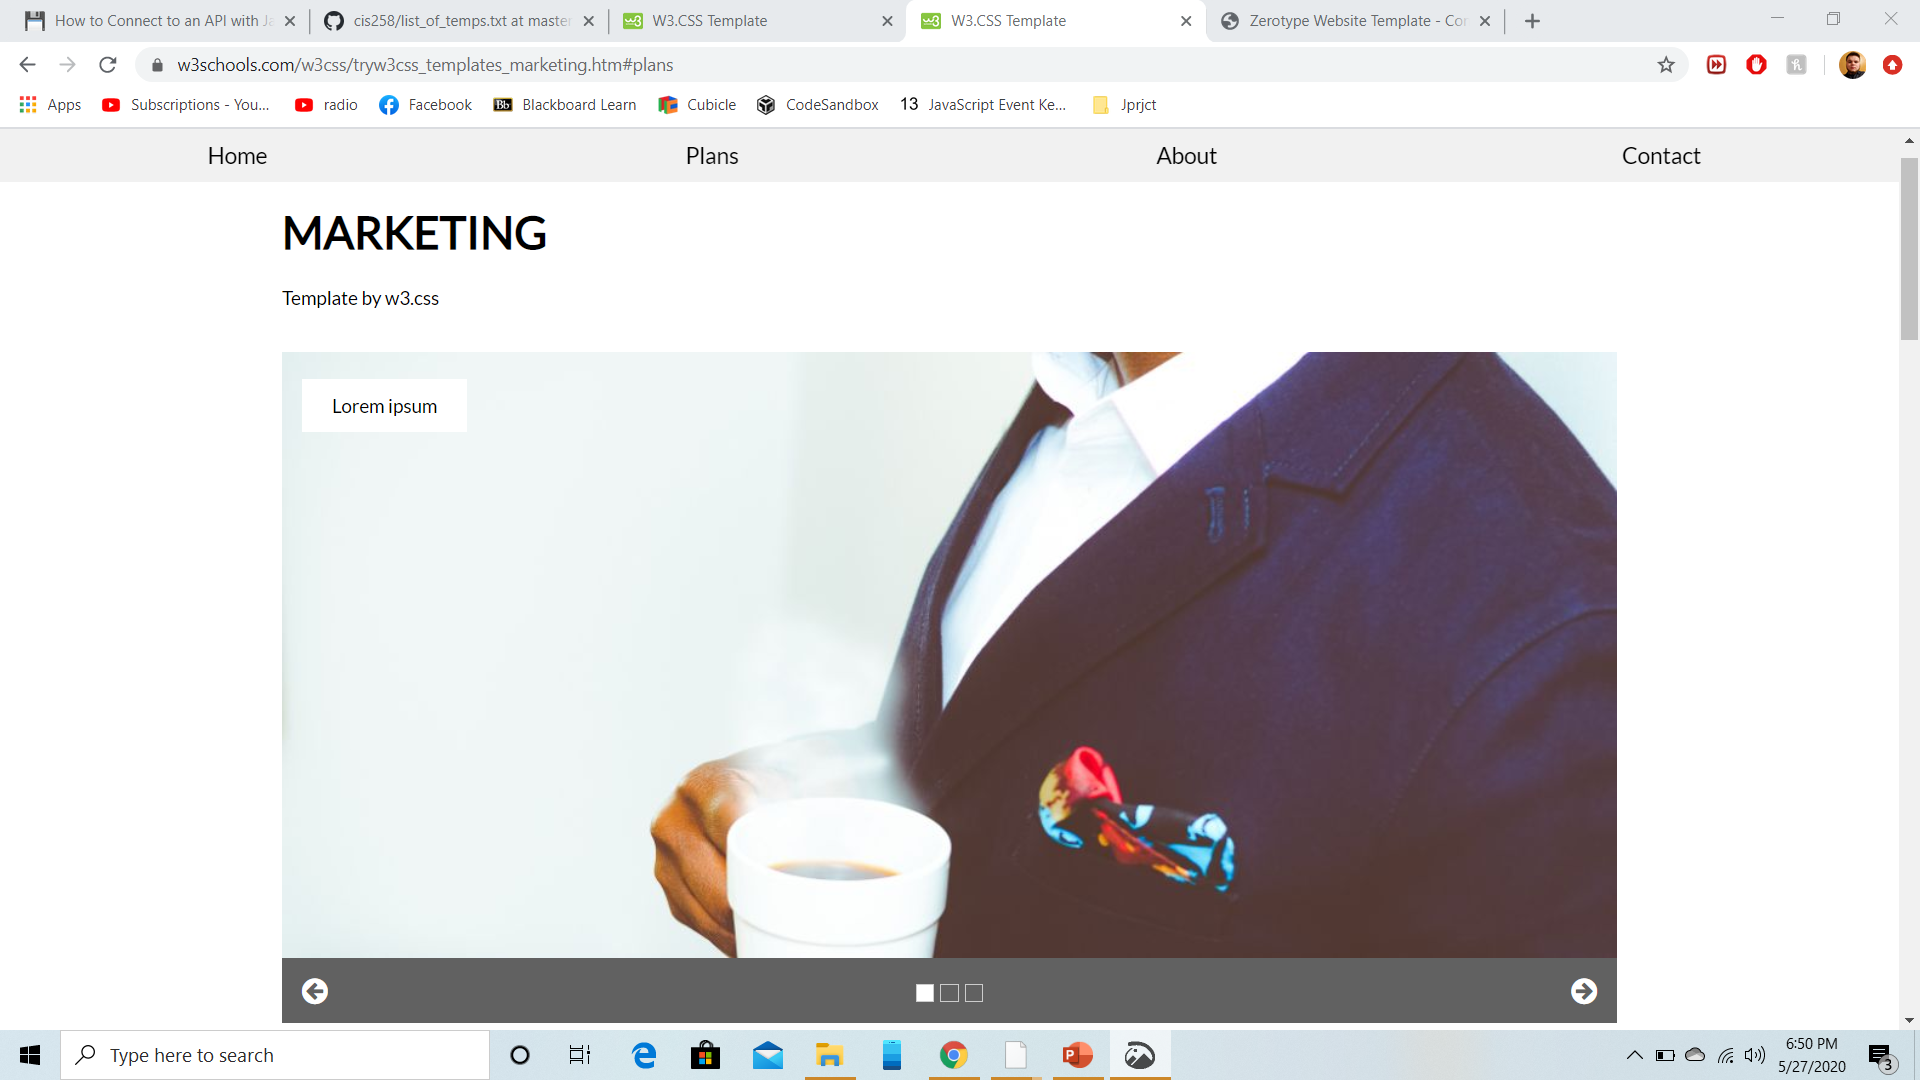 How to Connect to an API with Ja
cis258/list_of_temps.txt at master
W3.CSS Template
W3.CSS Template
Zerotype Website Template - Con
w3schools.com/w3css/tryw3css_templates_marketing.htm#plans
Apps
Subscriptions - You...
radio
Facebook
Bb
Blackboard Learn
Cubicle
CodeSandbox
13
JavaScript Event Ke...
Jprjct
Home
Plans
About
Contact
MARKETING
Template by w3.css
Lorem ipsum
Type here to search
6:50 PM
5/27/2020
3